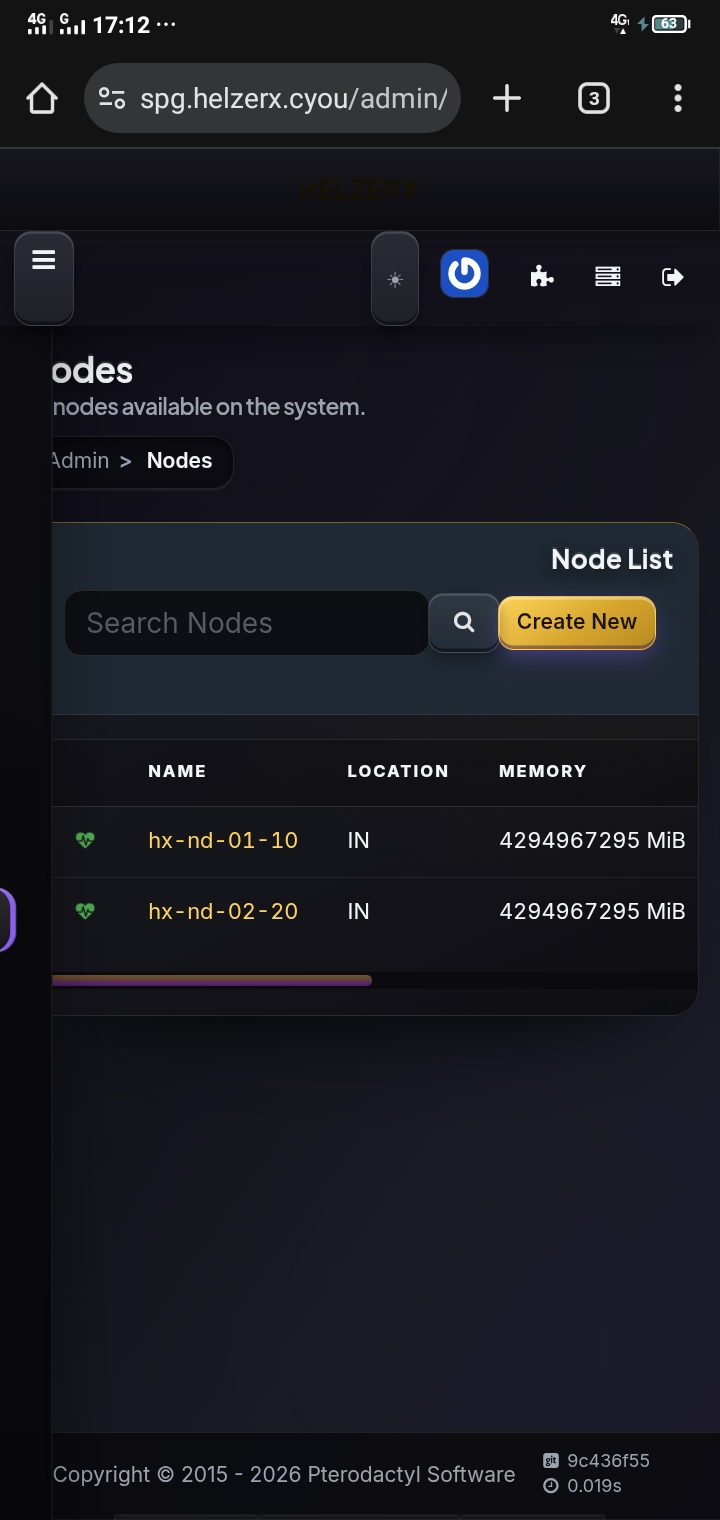 4G G 17:12 ... 4G 63
spg.helzerx.cyou/admin/ 3
HELZERX
odes
nodes available on the system.
Admin > Nodes
Node List
Search Nodes Create New
NAME LOCATION MEMORY
hx-nd-01-10 IN 4294967295 MiB
hx-nd-02-20 IN 4294967295 MiB
Copyright © 2015 - 2026 Pterodactyl Software
git 9c436f55
0.019s